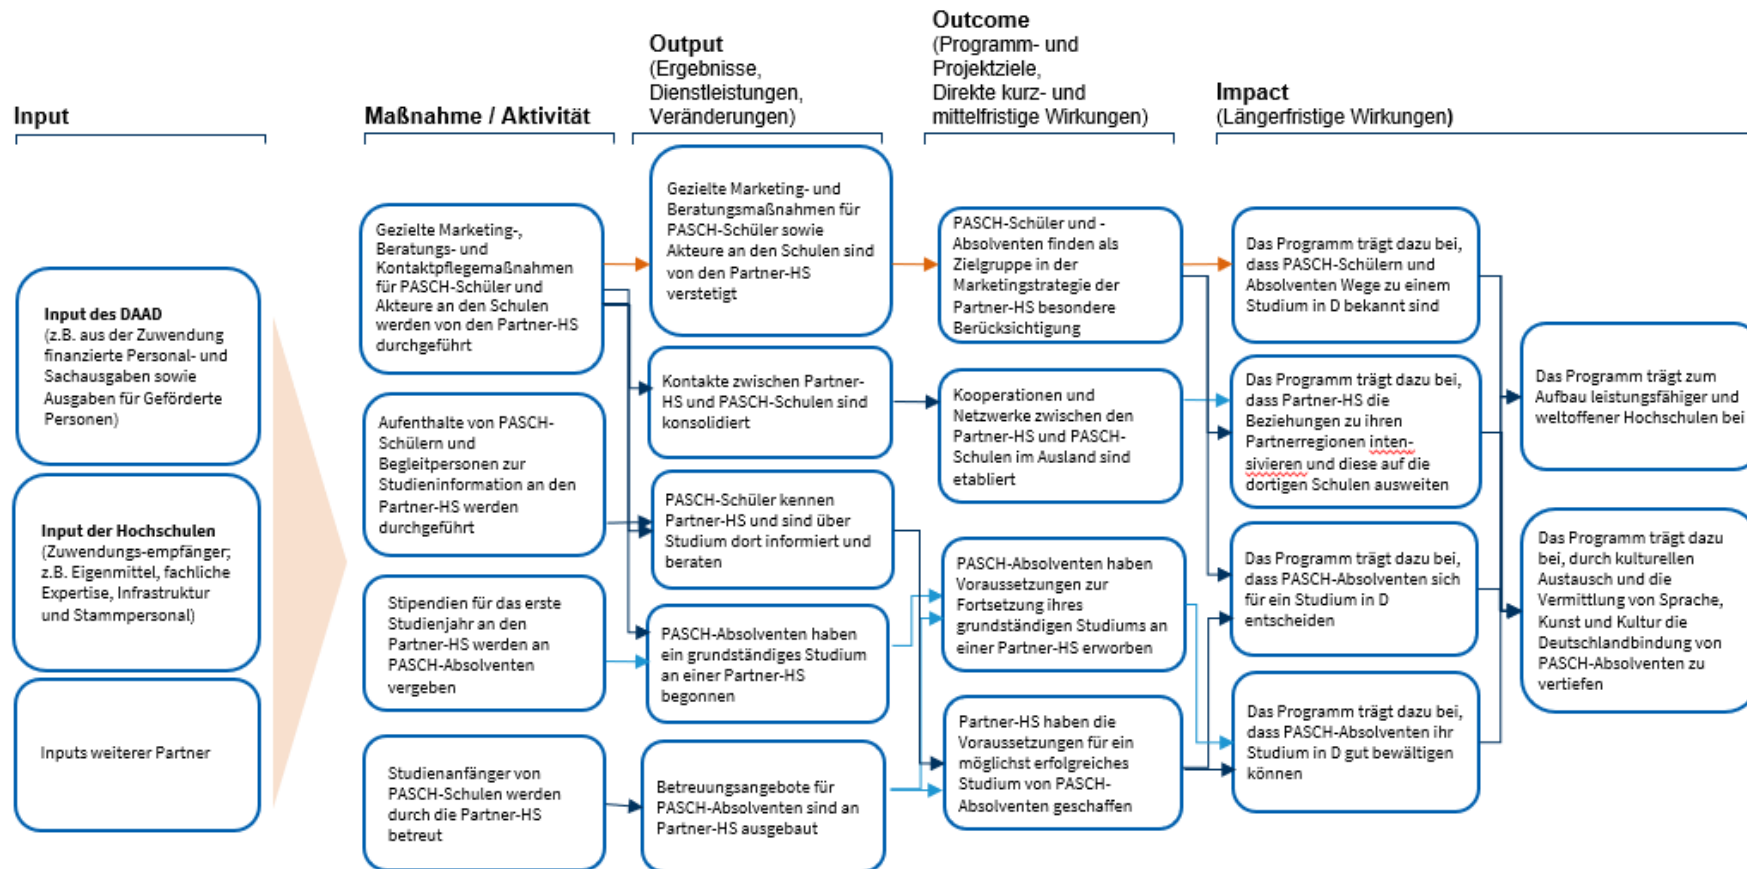 Input
Maßnahme / Aktivität
Output
(Ergebnisse,
Dienstleistungen,
Veränderungen)
Outcome
(Programm- und
Projektziele,
Direkte kurz- und
mittelfristige Wirkungen)
Impact
(Längerfristige Wirkungen)
Input des DAAD
(z.B. aus der Zuwendung
finanzierte Personal- und
Sachausgaben sowie
Ausgaben für Geförderte
Personen)
Input der Hochschulen
(Zuwendungs-empfänger;
z.B. Eigenmittel, fachliche
Expertise, Infrastruktur
und Stammpersonal)
Inputs weiterer Partner
Gezielte Marketing-,
Beratungs- und
Kontaktpflegemaßnahmen
für PASCH-Schüler und
Akteure an den Schulen
werden von den Partner-HS
durchgeführt
Aufenthalte von PASCH-
Schülern und
Begleitpersonen zur
Studieninformation an den
Partner-HS werden
durchgeführt
Stipendien für das erste
Studienjahr an den
Partner-HS werden an
PASCH-Absolventen
vergeben
Studienanfänger von
PASCH-Schulen werden
durch die Partner-HS
betreut
Gezielte Marketing- und
Beratungsmaßnahmen für
PASCH-Schüler sowie
Akteure an den Schulen sind
von den Partner-HS
verstetigt
Kontakte zwischen Partner-
HS und PASCH-Schulen sind
konsolidiert
PASCH-Schüler kennen
Partner-HS und sind über
Studium dort informiert und
beraten
PASCH-Absolventen haben
ein grundständiges Studium
an einer Partner-HS
begonnen
Betreuungsangebote für
PASCH-Absolventen sind an
Partner-HS ausgebaut
PASCH-Schüler und -
Absolventen finden als
Zielgruppe in der
Marketingstrategie der
Partner-HS besondere
Berücksichtigung
Kooperationen und
Netzwerke zwischen den
Partner-HS und PASCH-
Schulen im Ausland sind
etabliert
PASCH-Absolventen haben
Voraussetzungen zur
Fortsetzung ihres
grundständigen Studiums an
einer Partner-HS erworben
Partner-HS haben die
Voraussetzungen für ein
möglichst erfolgreiches
Studium von PASCH-
Absolventen geschaffen
Das Programm trägt dazu bei,
dass PASCH-Schülern und
Absolventen Wege zu einem
Studium in D bekannt sind
Das Programm trägt dazu bei,
dass Partner-HS die
Beziehungen zu ihren
Partnerregionen inten-
sivieren und diese auf die
dortigen Schulen ausweiten
Das Programm trägt dazu bei,
dass PASCH-Absolventen sich
für ein Studium in D
entscheiden
Das Programm trägt dazu bei,
dass PASCH-Absolventen ihr
Studium in D gut bewältigen
können
Das Programm trägt zum
Aufbau leistungsfähiger und
weltoffener Hochschulen bei
Das Programm trägt dazu
bei, durch kulturellen
Austausch und die
Vermittlung von Sprache,
Kunst und Kultur die
Deutschlandbindung von
PASCH-Absolventen zu
vertiefen